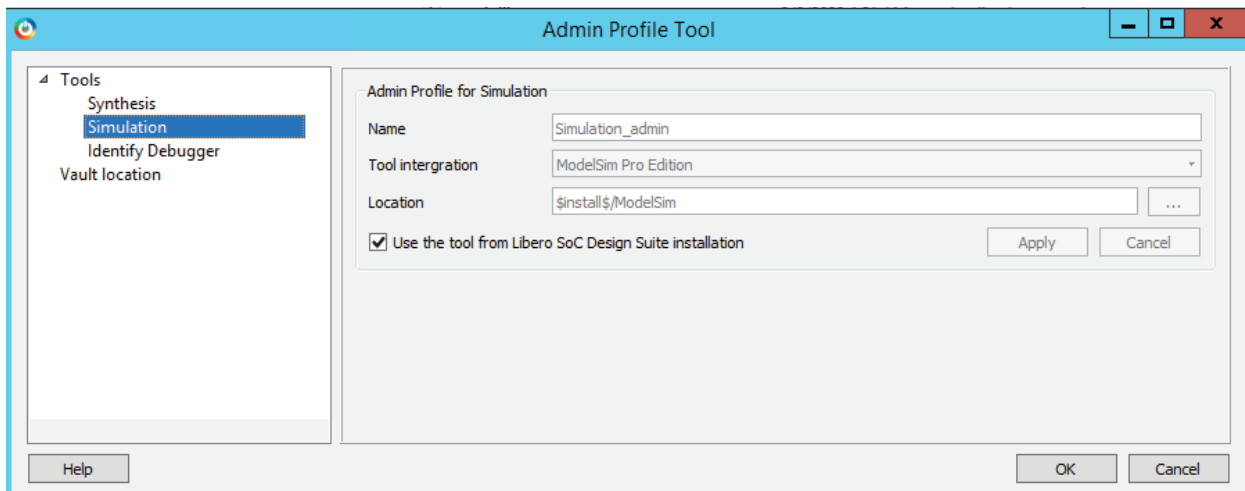 Admin Profile Tool
Tools
Synthesis
Simulation
Identify Debugger
Vault location
Admin Profile for Simulation
Name Simulation_admin
Tool intergration ModelSim Pro Edition
Location $install$/ModelSim ...
Use the tool from Libero SoC Design Suite installation Apply Cancel
Help OK Cancel